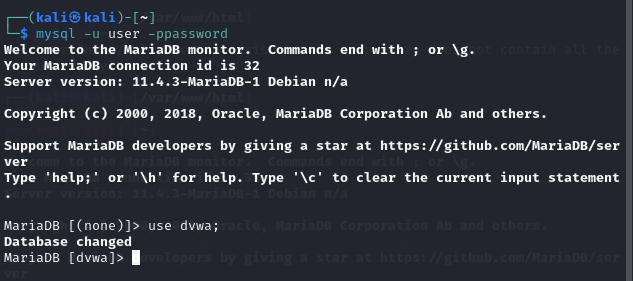 ┌──(kali㉿kali)-[~]
└─$ mysql -u user -ppassword
Welcome to the MariaDB monitor.  Commands end with ; or \g.
Your MariaDB connection id is 32
Server version: 11.4.3-MariaDB-1 Debian n/a

Copyright (c) 2000, 2018, Oracle, MariaDB Corporation Ab and others.

Support MariaDB developers by giving a star at https://github.com/MariaDB/ser
ver
Type 'help;' or '\h' for help. Type '\c' to clear the current input statement
.

MariaDB [(none)]> use dvwa;
Database changed
MariaDB [dvwa]>